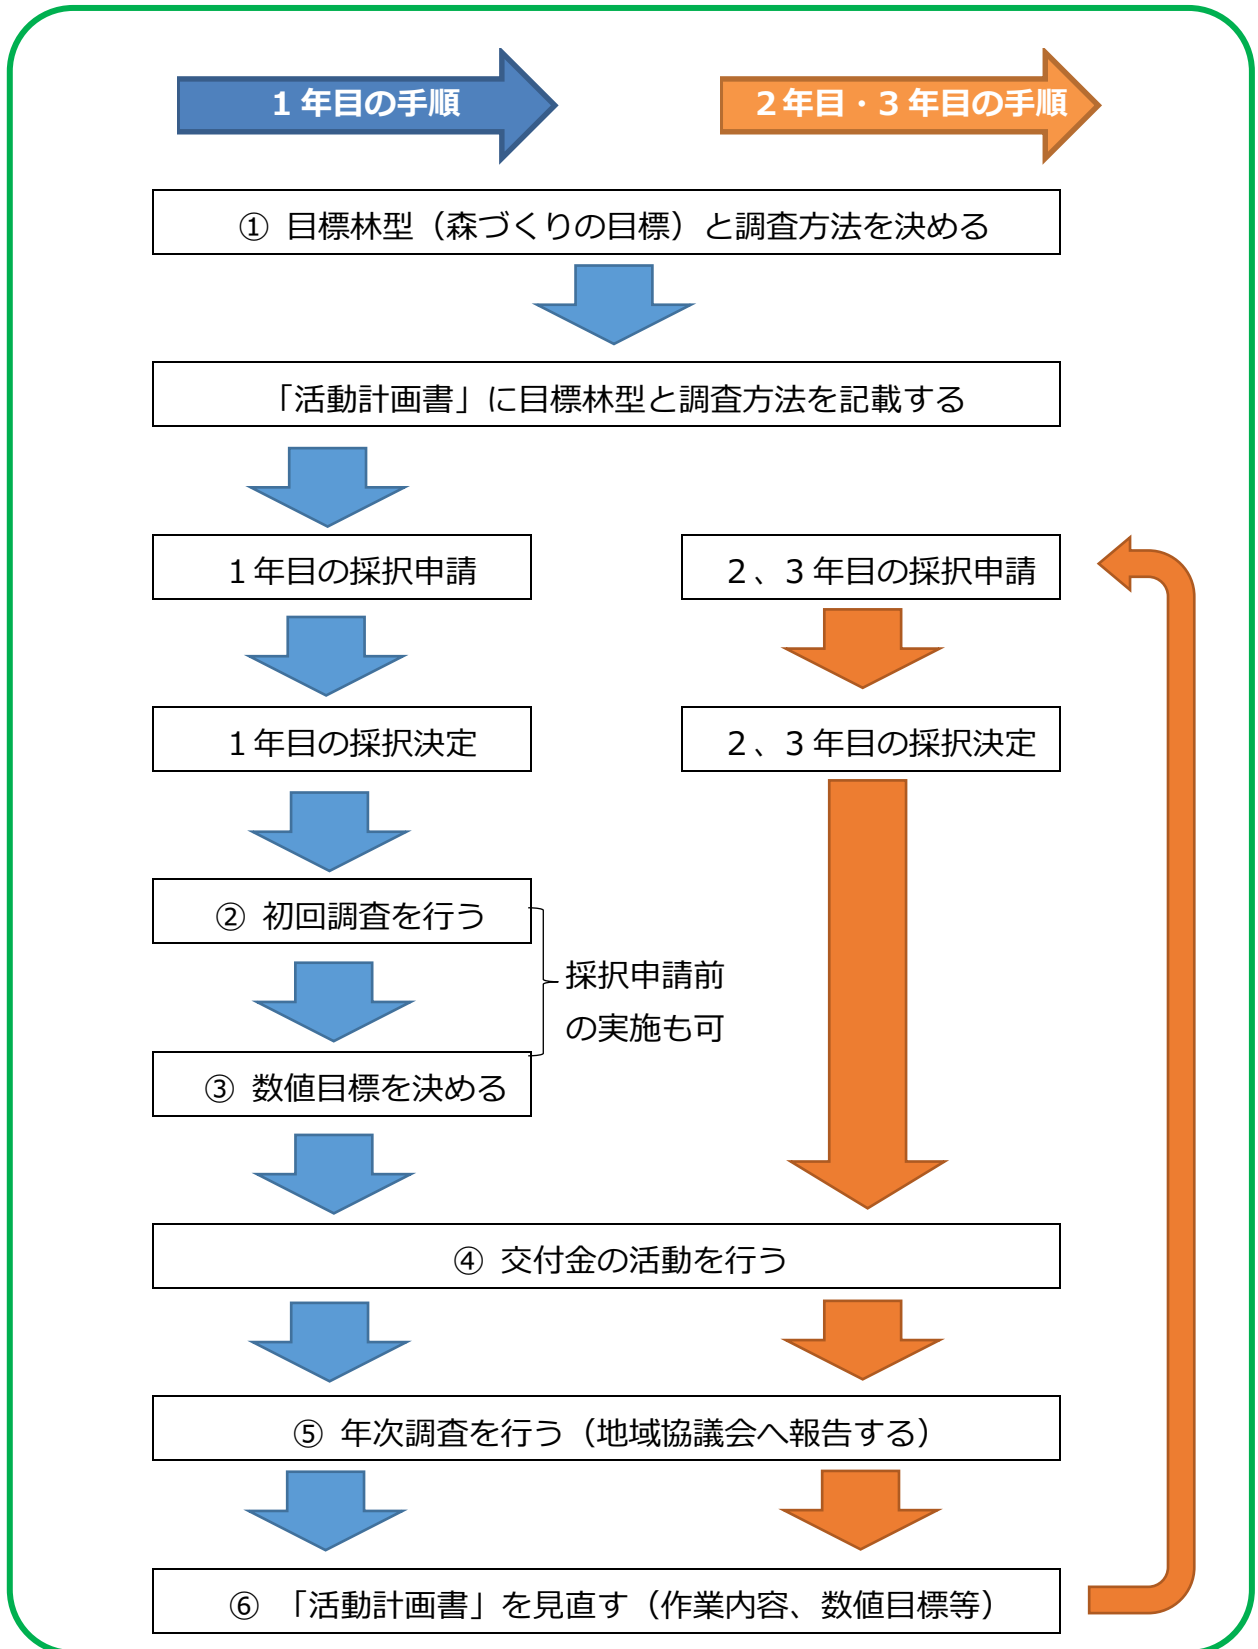 １年目の手順
２年目・３年目の手順
① 目標林型（森づくりの目標）と調査方法を決める
「活動計画書」に目標林型と調査方法を記載する
１年目の採択申請
２、３年目の採択申請
１年目の採択決定
２、３年目の採択決定
② 初回調査を行う
採択申請前
の実施も可
③ 数値目標を決める
④ 交付金の活動を行う
⑤ 年次調査を行う（地域協議会へ報告する）
⑥ 「活動計画書」を見直す（作業内容、数値目標等）